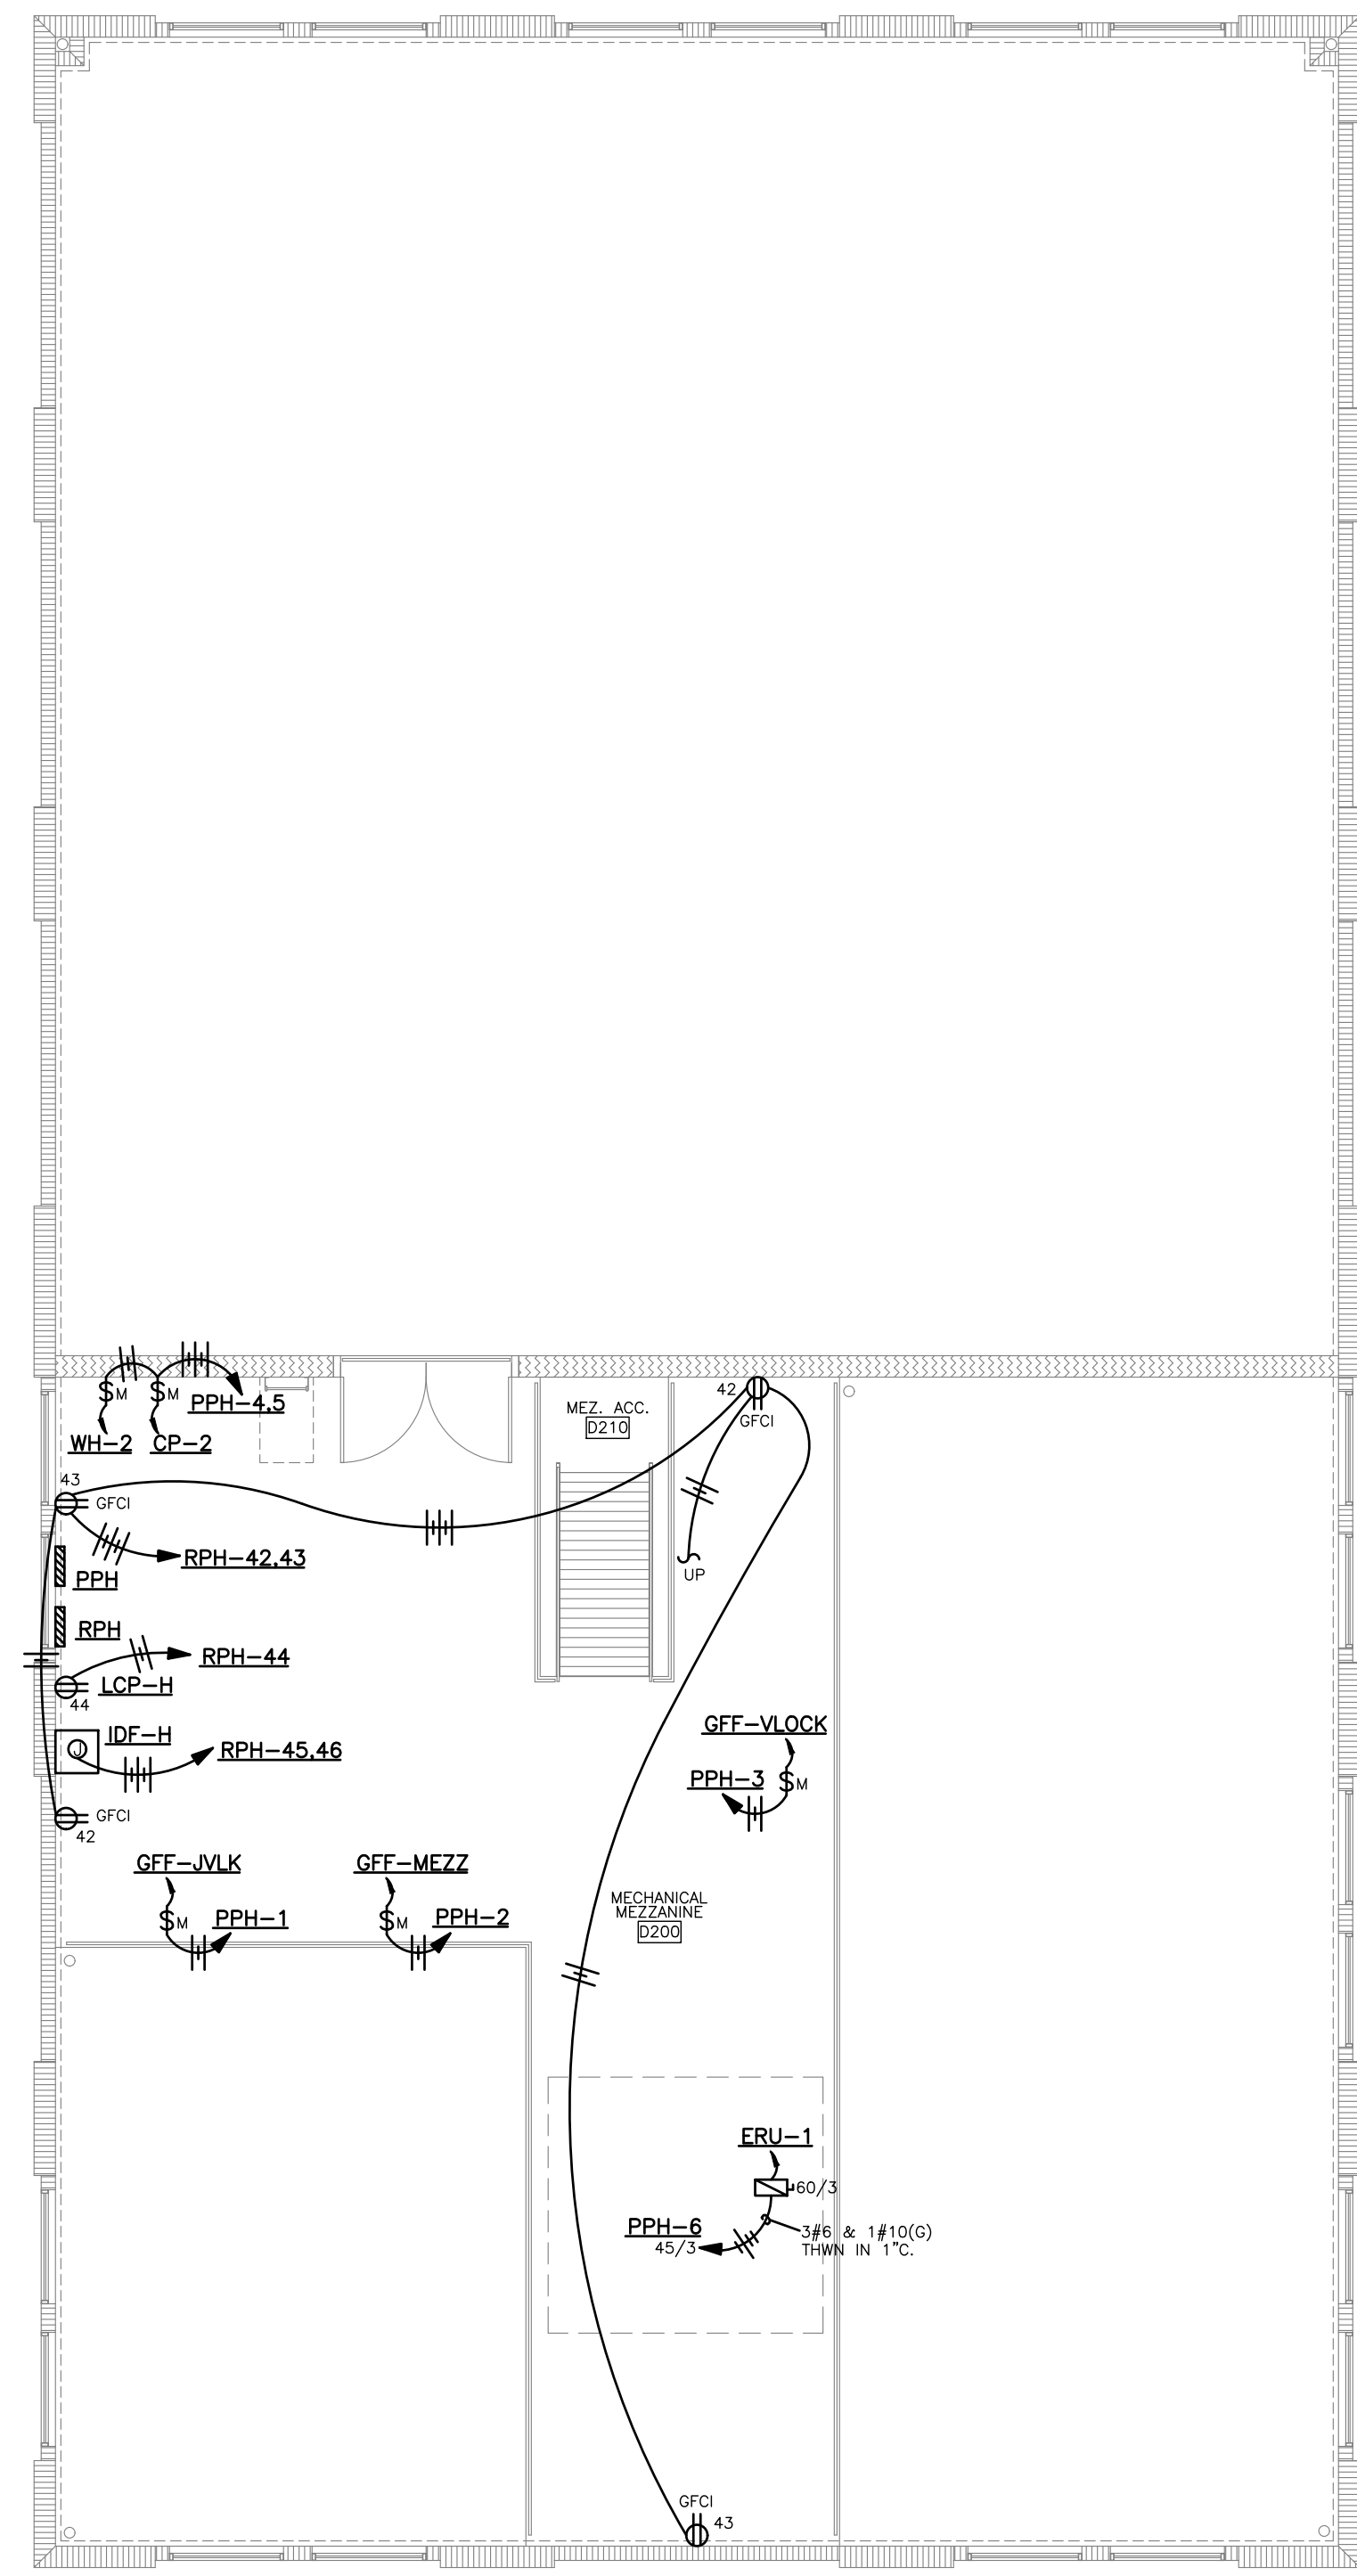 M
M
PPH-4,5
42
GFCI
MEZ. ACC.
D210
WH-2
CP-2
43
GFCI
RPH-42,43
UP
PPH
RPH
RPH-44
LCP-H
44
GFF-VLOCK
IDF-H
J
RPH-45,46
PPH-3
M
GFCI
42
GFF-JVLK
GFF-MEZZ
MECHANICAL
MEZZANINE
D200
M
PPH-1
M
PPH-2
ERU-1
60/3
PPH-6
45/3
3#6 & 1#10(G)
THWN IN 1"C.
GFCI
43